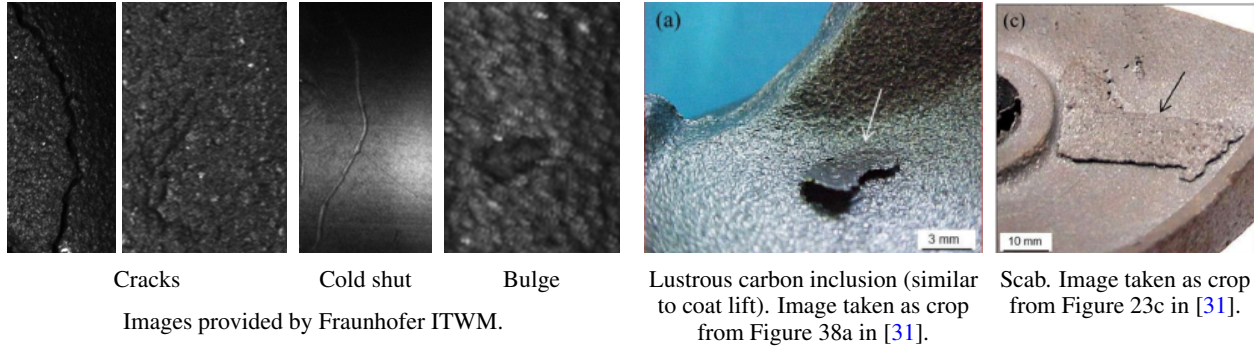 (a)
3 mm
(c)
10 mm
Cracks
Cold shut
Bulge
Images provided by Fraunhofer ITWM.
Lustrous carbon inclusion (similar
to coat lift). Image taken as crop
from Figure 38a in [31].
Scab. Image taken as crop
from Figure 23c in [31].